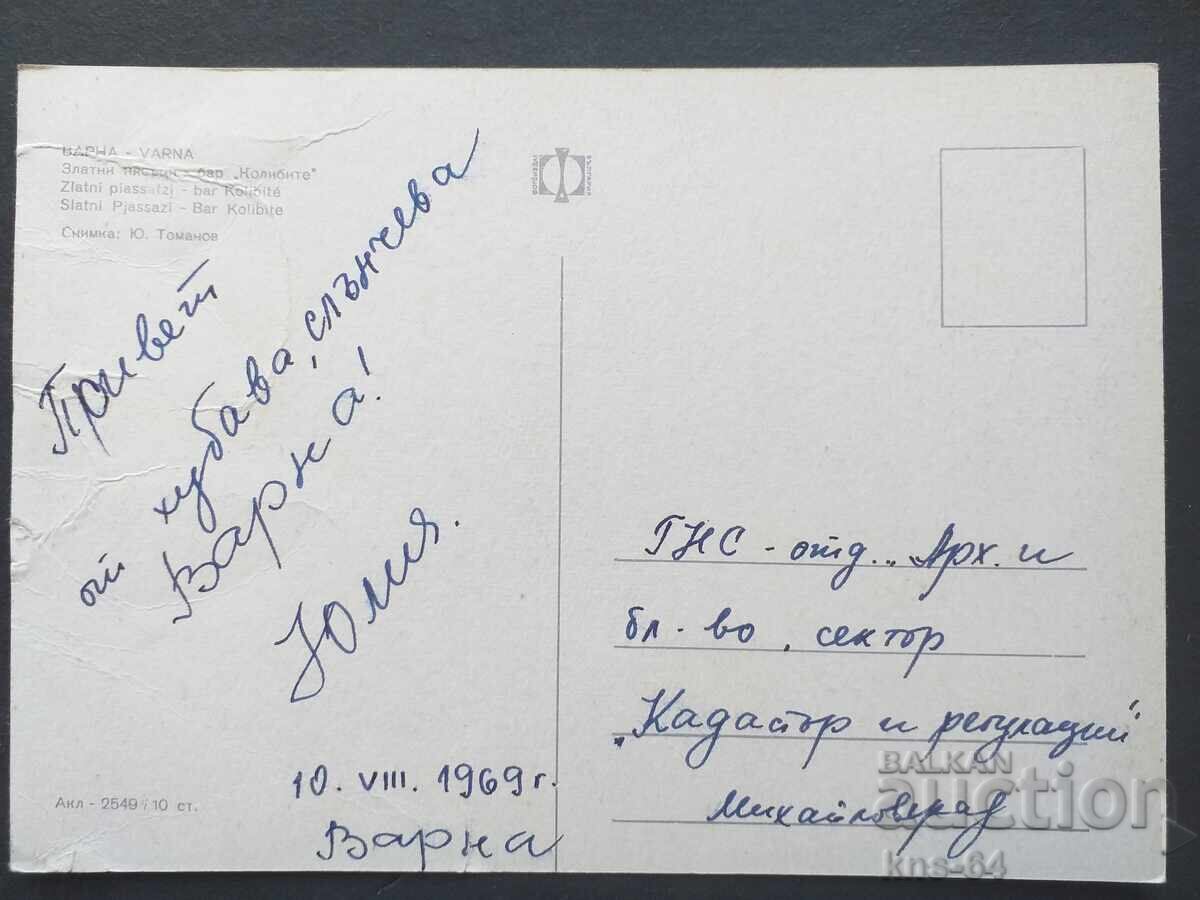 ВАРНА - VARNA
Златни пясъци - бар „Колибите"
Zlatni piassatzi - bar Kolibité
Slatni Pjassazi - Bar Kolibite
Снимка: Ю. Томанов
Привет
от хубава, слънчева
Варна!
Юлия.
10. VIII. 1969 г.
Варна
Акл - 2549 / 10 ст.
ГНС - отд. „Арх. и
бл-во, сектор
„Кадастър и регулации"
Михайловград
BALKAN
auction
kns-64